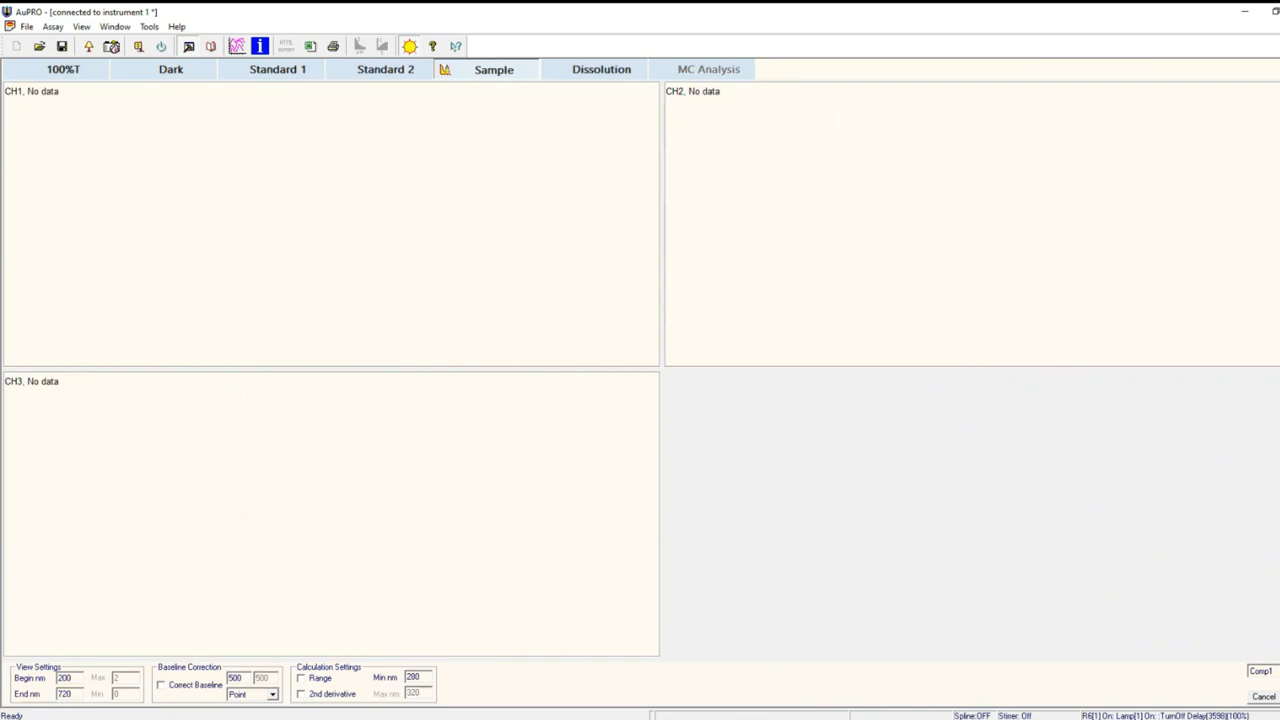 AuPRO - [connected to instrument 1 *]
File Assay View Window Tools Help
100%T Dark Standard 1 Standard 2 Sample Dissolution MC Analysis
CH1, No data
CH2, No data
CH3, No data
View Settings
Begin nm 200 Max 2
End nm 720 Min 0
Baseline Correction
Correct Baseline 500 500
Point
Calculation Settings
Range Min nm 280
2nd derivative Max nm 320
Comp1
Cancel
Ready Spline:OFF Stirrer: Off R6[1] On: Lamp[1] On: :TurnOff Delay(3598)(100%)